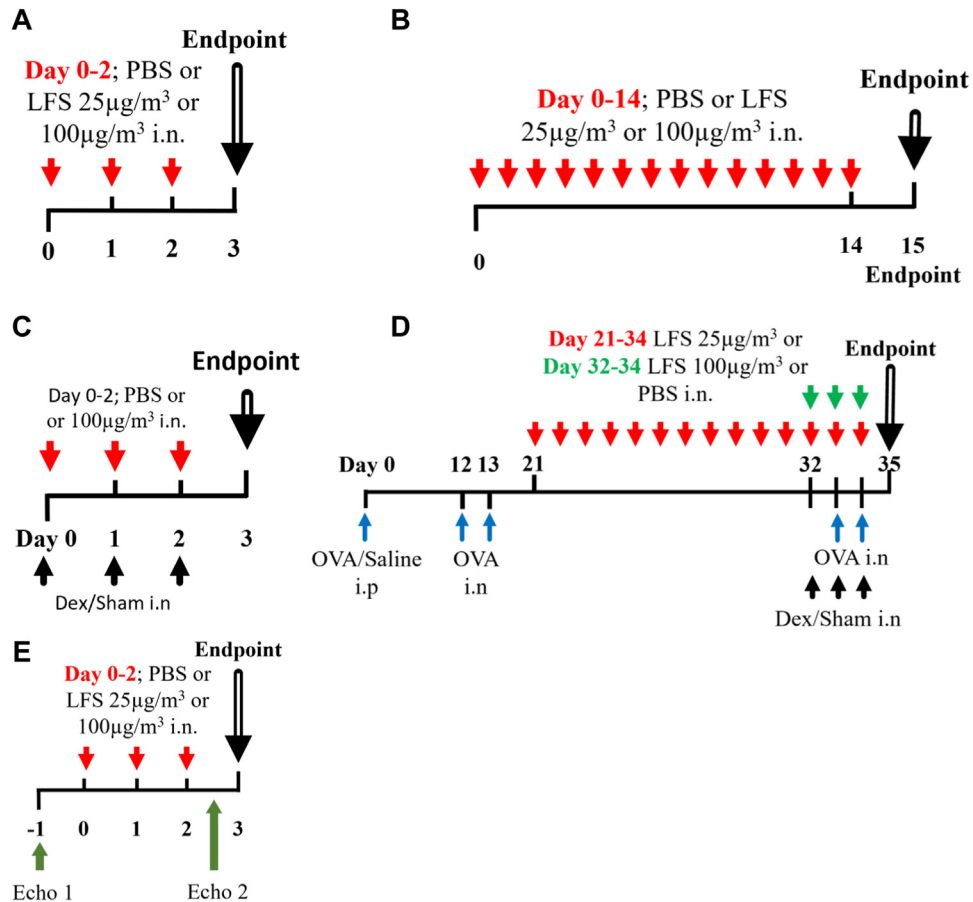 A
Endpoint
Day 0-2; PBS or
LFS 25µg/m³ or
100µg/m³ i.n.
0 1 2 3
B
Endpoint
Day 0-14; PBS or LFS
25µg/m³ or 100µg/m³ i.n.
0 14 15
Endpoint
C
Endpoint
Day 0-2; PBS or
or 100µg/m³ i.n.
Day 0 1 2 3
Dex/Sham i.n
D
Day 21-34 LFS 25µg/m³ or
Day 32-34 LFS 100µg/m³ or
PBS i.n.
Endpoint
Day 0 12 13 21 32 35
OVA/Saline
i.p
OVA
i.n
OVA i.n
Dex/Sham i.n
E
Endpoint
Day 0-2; PBS or
LFS 25µg/m³ or
100µg/m³ i.n.
-1 0 1 2 3
Echo 1 Echo 2